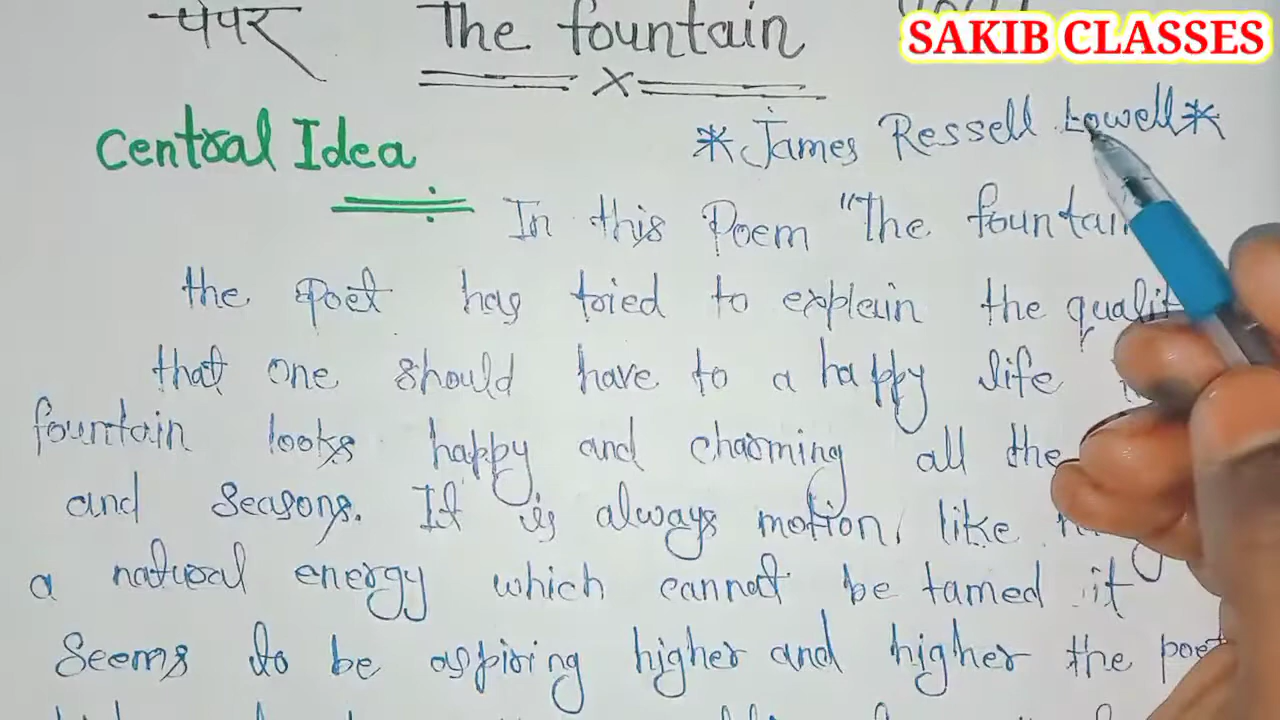 पेपर The fountain
SAKIB CLASSES
x
Central Idea *James Ressell Lowell*
In this Poem "The fountain
the Poet has tried to explain the qualit
that one should have to a happy life
fountain looks happy and charming all the
and seasons. It is always motion, like
a natural energy which cannot be tamed it
seems to be aspiring higher and higher the poet